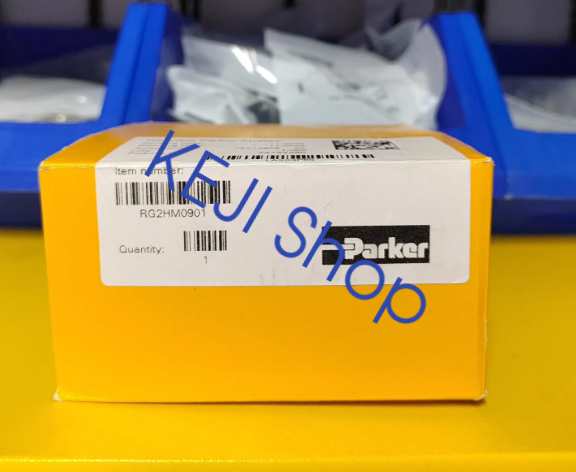 Item number:
RG2HM0901
Quantity:
1
Parker
KEJI Shop